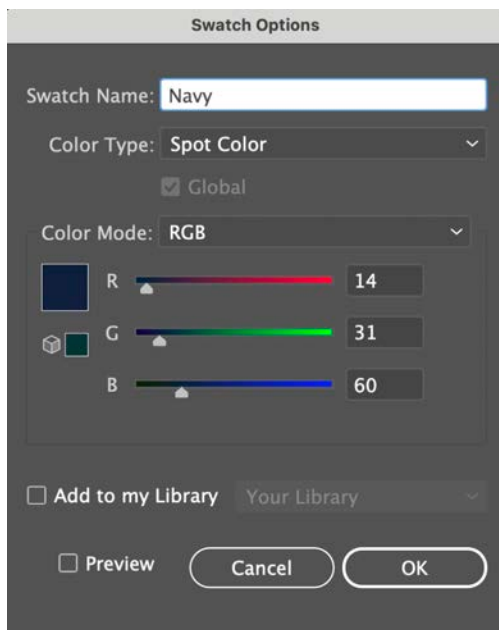 Swatch Options
Swatch Name: Navy
Color Type: Spot Color
Global
Color Mode: RGB
R 14
G 31
B 60
Add to my Library Your Library
Preview Cancel OK